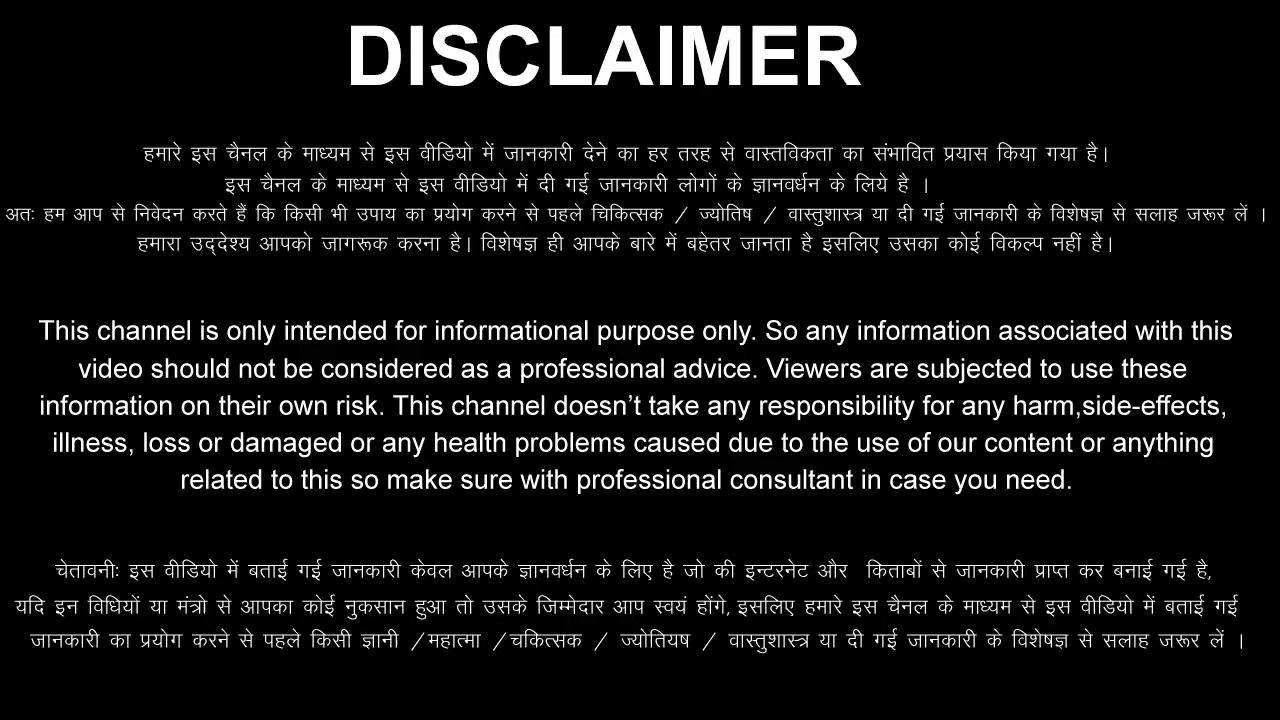 DISCLAIMER
हमारे इस चैनल के माध्यम से इस वीडियो में जानकारी देने का हर तरह से वास्तविकता का संभावित प्रयास किया गया है।
इस चैनल के माध्यम से इस वीडियो में दी गई जानकारी लोगों के ज्ञानवर्धन के लिये है ।
अतः हम आप से निवेदन करते हैं कि किसी भी उपाय का प्रयोग करने से पहले चिकित्सक / ज्योतिष / वास्तुशास्त्र या दी गई जानकारी के विशेषज्ञ से सलाह जरूर लें ।
हमारा उद्देश्य आपको जागरूक करना है। विशेषज्ञ ही आपके बारे में बहेतर जानता है इसलिए उसका कोई विकल्प नहीं है।
This channel is only intended for informational purpose only. So any information associated with this
video should not be considered as a professional advice. Viewers are subjected to use these
information on their own risk. This channel doesn’t take any responsibility for any harm,side-effects,
illness, loss or damaged or any health problems caused due to the use of our content or anything
related to this so make sure with professional consultant in case you need.
चेतावनीः इस वीडियो में बताई गई जानकारी केवल आपके ज्ञानवर्धन के लिए है जो की इन्टरनेट और किताबों से जानकारी प्राप्त कर बनाई गई है,
यदि इन विधियों या मंत्रो से आपका कोई नुकसान हुआ तो उसके जिम्मेदार आप स्वयं होंगे, इसलिए हमारे इस चैनल के माध्यम से इस वीडियो में बताई गई
जानकारी का प्रयोग करने से पहले किसी ज्ञानी /महात्मा /चकित्सक / ज्योतियष / वास्तुशास्त्र या दी गई जानकारी के विशेषज्ञ से सलाह जरूर लें ।